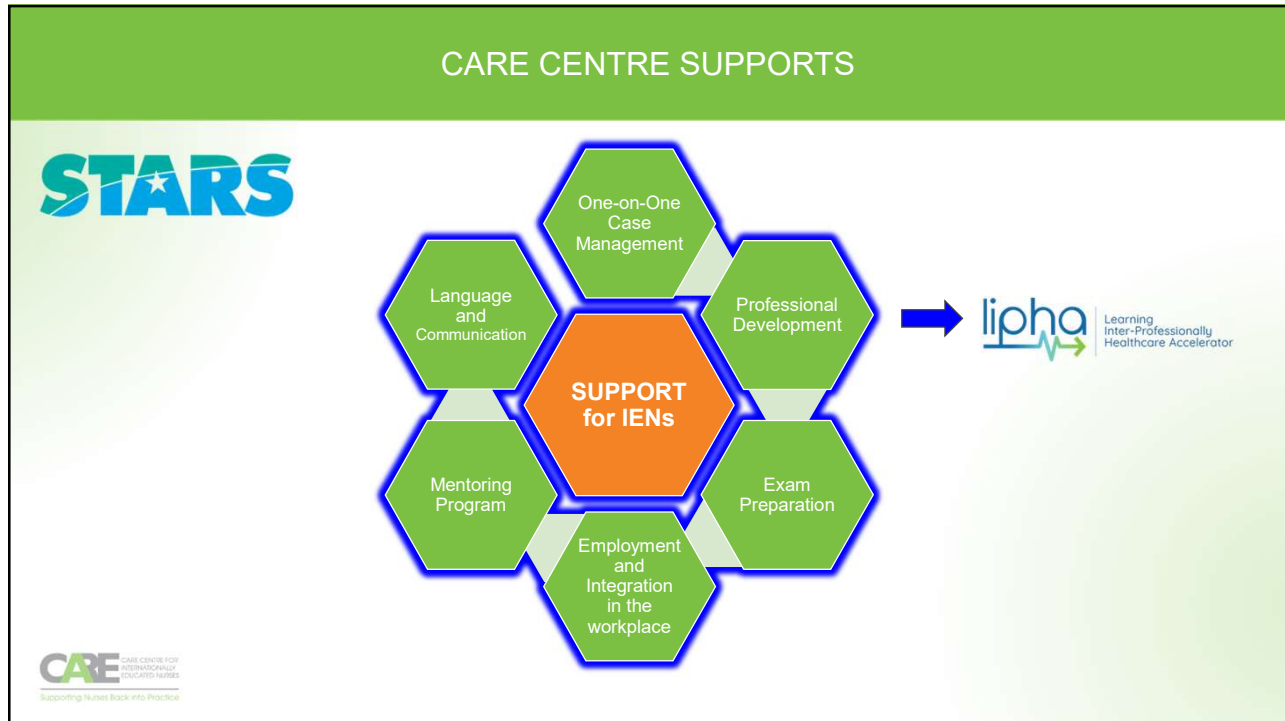 CARE CENTRE SUPPORTS
STARS
One-on-One
Case
Management
Language
and
Communication
Professional
Development
lipha
Learning
Inter-Professionally
Healthcare Accelerator
SUPPORT
for IENs
Mentoring
Program
Exam
Preparation
Employment
and
Integration
in the
workplace
CARE
CARE CENTRE FOR
INTERNATIONALLY
EDUCATED NURSES
Supporting Nurses Back into Practice